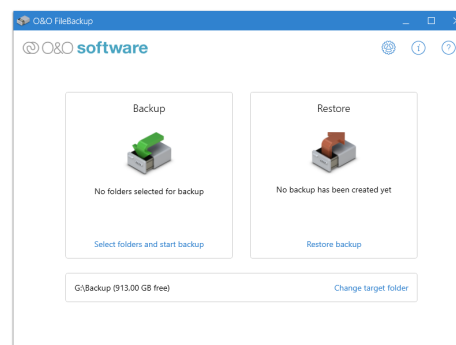 O&O FileBackup
O&O software
Backup
Restore
No folders selected for backup
No backup has been created yet
Select folders and start backup
Restore backup
G:\Backup (913,00 GB free)
Change target folder